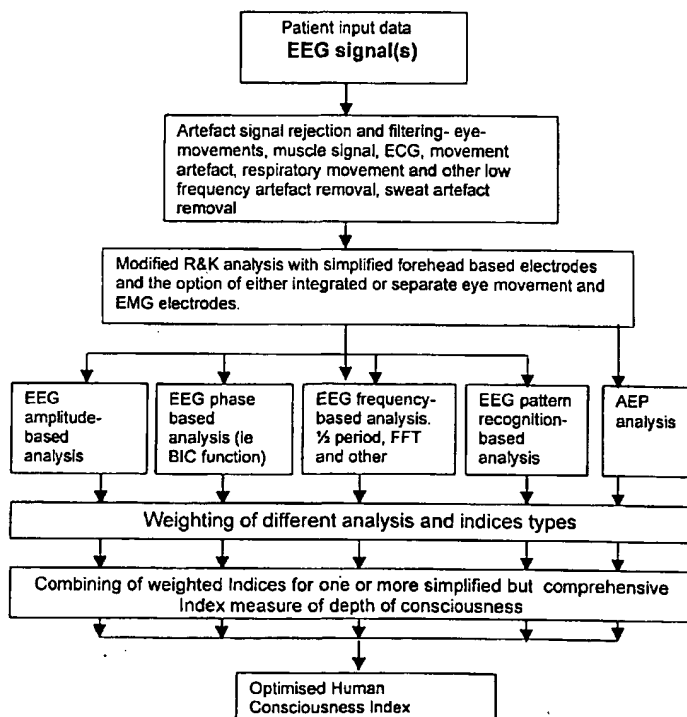 Patient input data
EEG signal(s)
Artefact signal rejection and filtering- eye-
movements, muscle signal, ECG, movement
artefact, respiratory movement and other low
frequency artefact removal, sweat artefact
removal
Modified R&K analysis with simplified forehead based electrodes
and the option of either integrated or separate eye movement and
EMG electrodes.
EEG
amplitude-
based
analysis
EEG phase
based
analysis (ie
BIC function)
EEG frequency-
based analysis.
½ period, FFT
and other
EEG pattern
recognition-
based
analysis
AEP
analysis
Weighting of different analysis and indices types
Combining of weighted Indices for one or more simplified but comprehensive
Index measure of depth of consciousness
Optimised Human
Consciousness Index